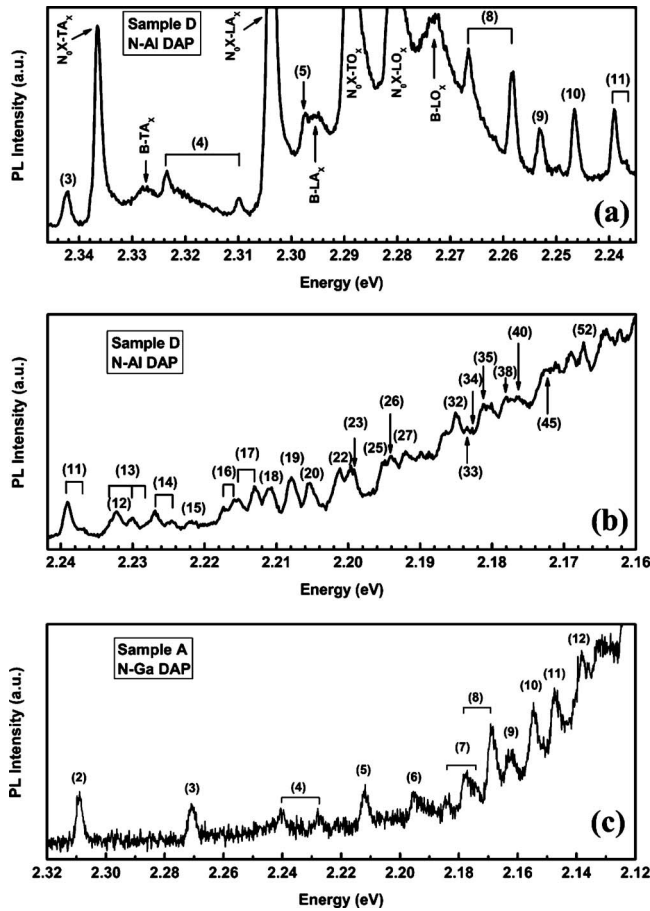 Sample D
N-Al DAP
PL Intensity (a.u.)
(3)
N₀X-TAₓ
B-TAₓ
(4)
N₀X-LAₓ
(5)
B-LAₓ
N₀X-TOₓ
N₀X-LOₓ
B-LOₓ
(8)
(9)
(10)
(11)
(a)
2.34 2.33 2.32 2.31 2.30 2.29 2.28 2.27 2.26 2.25 2.24
Energy (eV)
Sample D
N-Al DAP
PL Intensity (a.u.)
(11)
(13)
(12)
(14)
(15)
(16)
(17)
(18)
(19)
(20)
(22)
(23)
(25)
(26)
(27)
(32)
(33)
(34)
(35)
(38)
(40)
(45)
(52)
(b)
2.24 2.23 2.22 2.21 2.20 2.19 2.18 2.17 2.16
Energy (eV)
Sample A
N-Ga DAP
PL Intensity (a.u.)
(2)
(3)
(4)
(5)
(6)
(7)
(8)
(9)
(10)
(11)
(12)
(c)
2.32 2.30 2.28 2.26 2.24 2.22 2.20 2.18 2.16 2.14 2.12
Energy (eV)